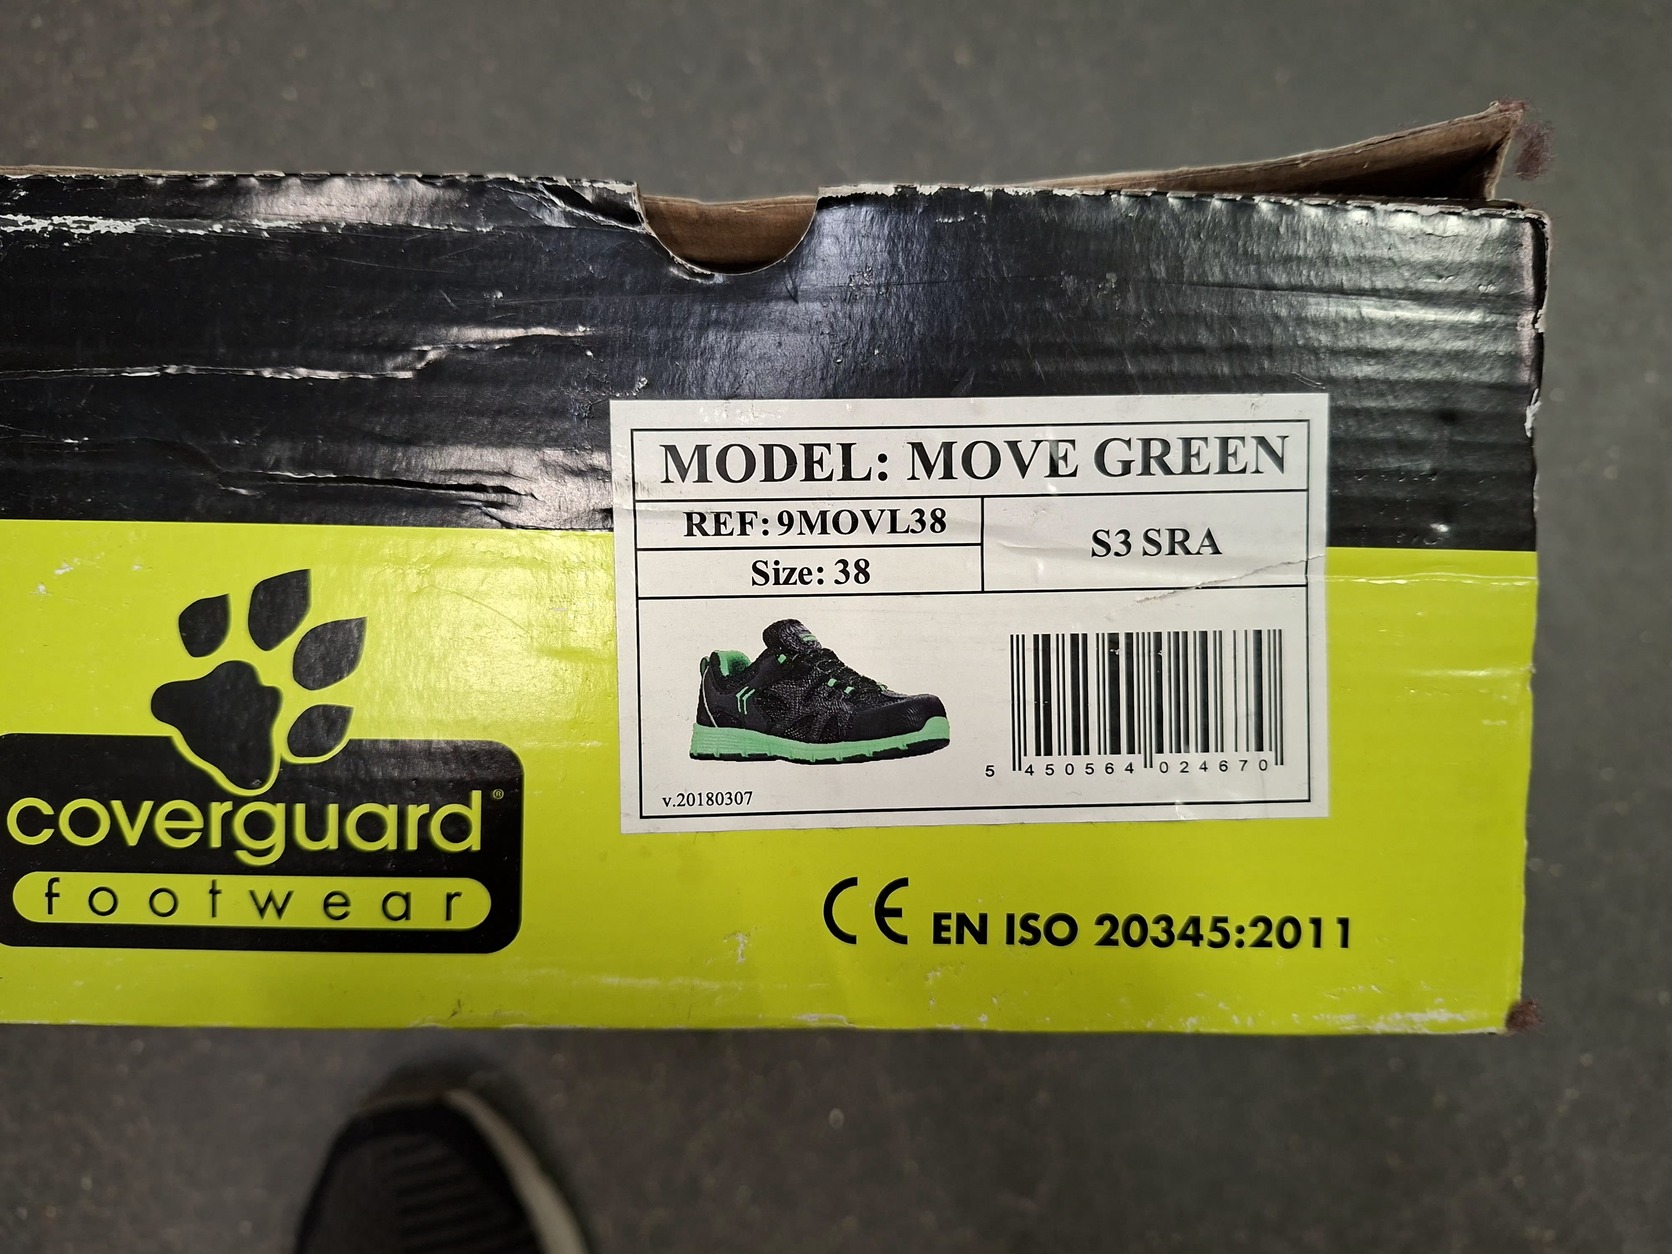 MODEL: MOVE GREEN
REF: 9MOVL38
Size: 38
S3 SRA
5 450564 024670
v.20180307
coverguard®
footwear
CE EN ISO 20345:2011